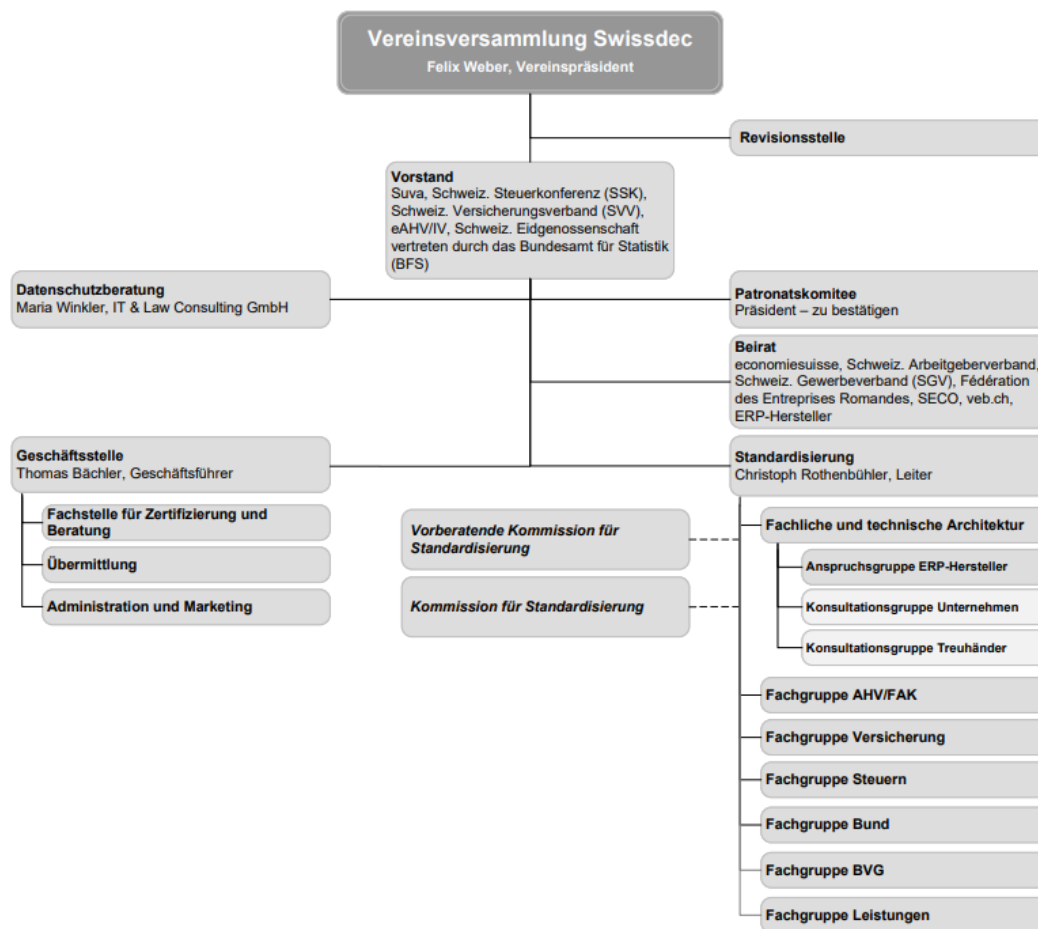 Vereinsversammlung Swissdec
Felix Weber, Vereinspräsident
Revisionsstelle
Vorstand
Suva, Schweiz. Steuerkonferenz (SSK),
Schweiz. Versicherungsverband (SVV),
eAHV/IV, Schweiz. Eidgenossenschaft
vertreten durch das Bundesamt für Statistik
(BFS)
Datenschutzberatung
Maria Winkler, IT & Law Consulting GmbH
Patronatskomitee
Präsident – zu bestätigen
Beirat
economiesuisse, Schweiz. Arbeitgeberverband,
Schweiz. Gewerbeverband (SGV), Fédération
des Entreprises Romandes, SECO, veb.ch,
ERP-Hersteller
Geschäftsstelle
Thomas Bächler, Geschäftsführer
Fachstelle für Zertifizierung und
Beratung
Übermittlung
Administration und Marketing
Standardisierung
Christoph Rothenbühler, Leiter
Vorberatende Kommission für
Standardisierung
Kommission für Standardisierung
Fachliche und technische Architektur
Anspruchsgruppe ERP-Hersteller
Konsultationsgruppe Unternehmen
Konsultationsgruppe Treuhänder
Fachgruppe AHV/FAK
Fachgruppe Versicherung
Fachgruppe Steuern
Fachgruppe Bund
Fachgruppe BVG
Fachgruppe Leistungen